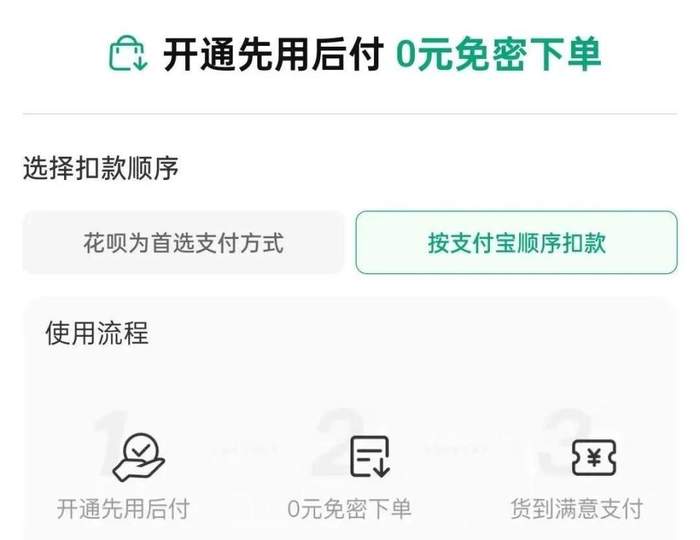 开通先用后付 0元免密下单
选择扣款顺序
花呗为首选支付方式
按支付宝顺序扣款
使用流程
1 2 3
开通先用后付 0元免密下单 货到满意支付